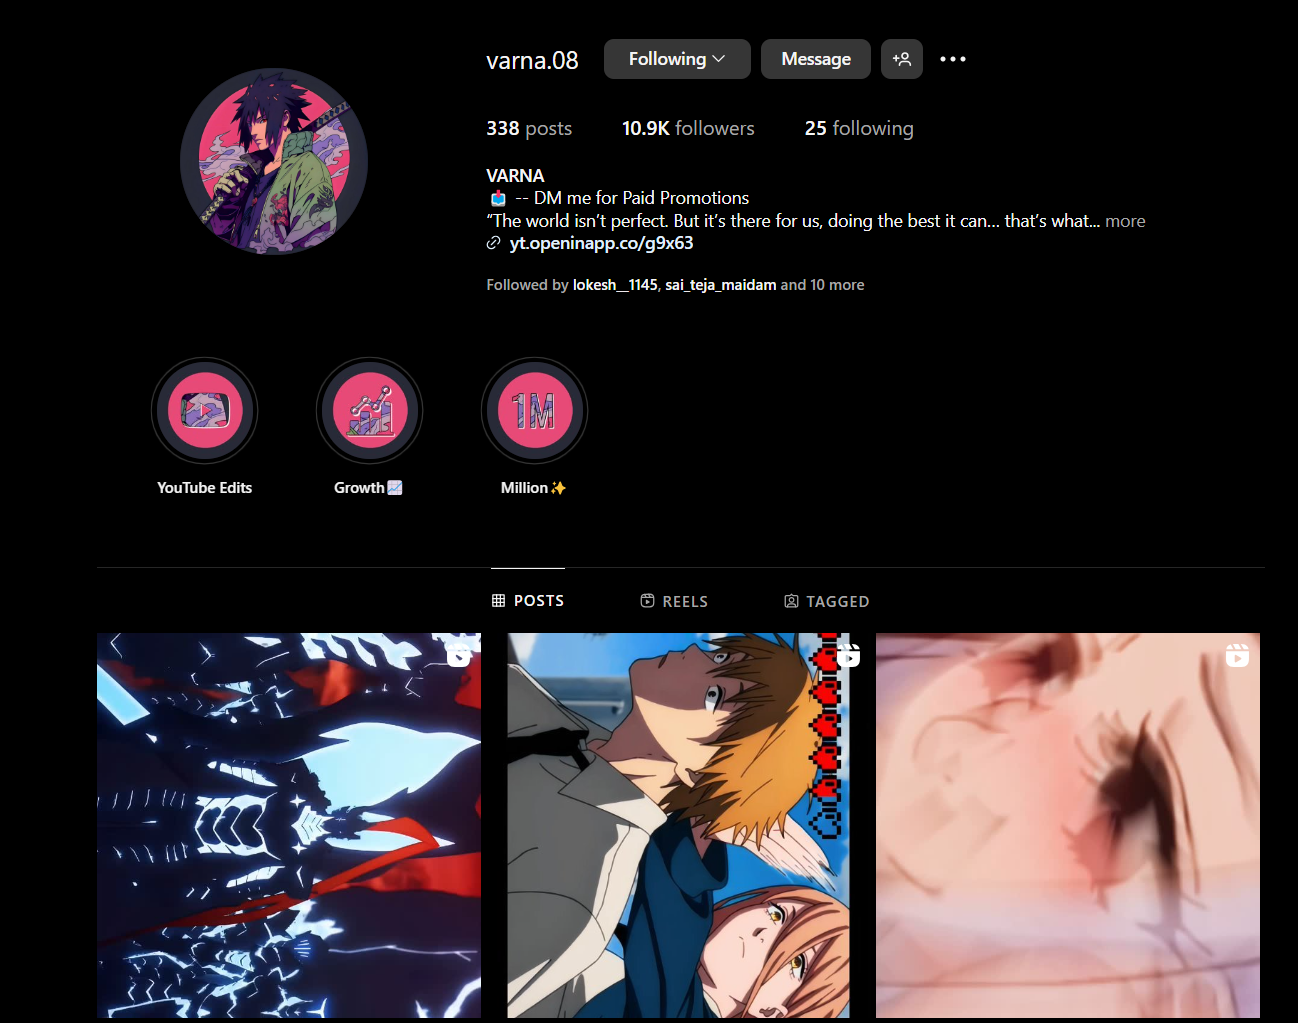 varna.08 Following Message
338 posts 10.9K followers 25 following
VARNA
📩 -- DM me for Paid Promotions
“The world isn’t perfect. But it’s there for us, doing the best it can... that’s what... more
yt.openinapp.co/g9x63
Followed by lokesh__1145, sai_teja_maidam and 10 more
1M
YouTube Edits Growth📈 Million✨
POSTS REELS TAGGED